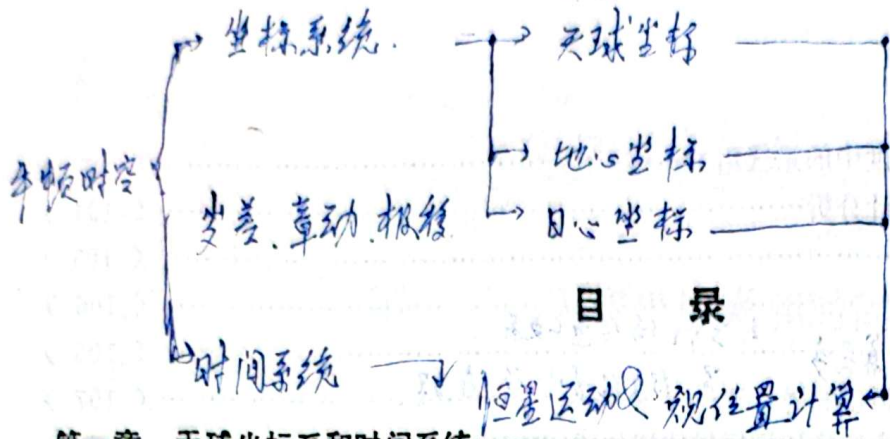 坐标系统. 天球坐标
牛顿时空 地心坐标
岁差、章动、极移 日心坐标
目 录
时间系统
恒星运动及视位置计算
第一章 天球坐标系和时间系统